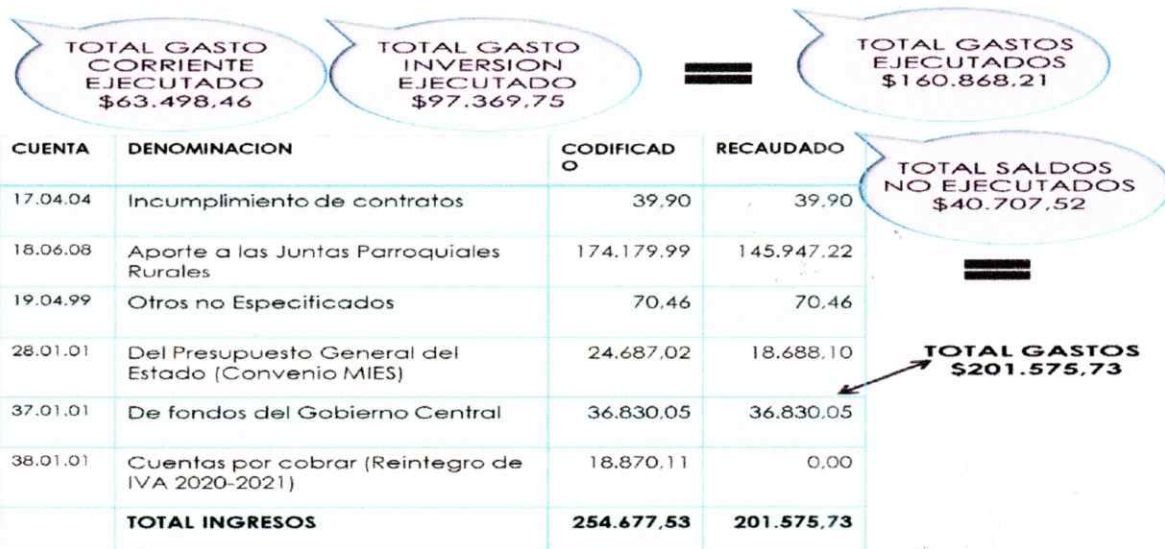 TOTAL GASTO
CORRIENTE
EJECUTADO
$63.498,46
TOTAL GASTO
INVERSION
EJECUTADO
$97.369,75
TOTAL GASTOS
EJECUTADOS
$160.868,21
CUENTA DENOMINACION CODIFICAD
O RECAUDADO
17.04.04 Incumplimiento de contratos 39,90 39,90
18.06.08 Aporte a las Juntas Parroquiales
Rurales 174.179,99 145.947,22
19.04.99 Otros no Especificados 70,46 70,46
28.01.01 Del Presupuesto General del
Estado (Convenio MIES) 24.687,02 18.688,10
37.01.01 De fondos del Gobierno Central 36.830,05 36.830,05
38.01.01 Cuentas por cobrar (Reintegro de
IVA 2020-2021) 18.870,11 0,00
TOTAL INGRESOS 254.677,53 201.575,73
TOTAL SALDOS
NO EJECUTADOS
$40.707,52
TOTAL GASTOS
$201.575,73